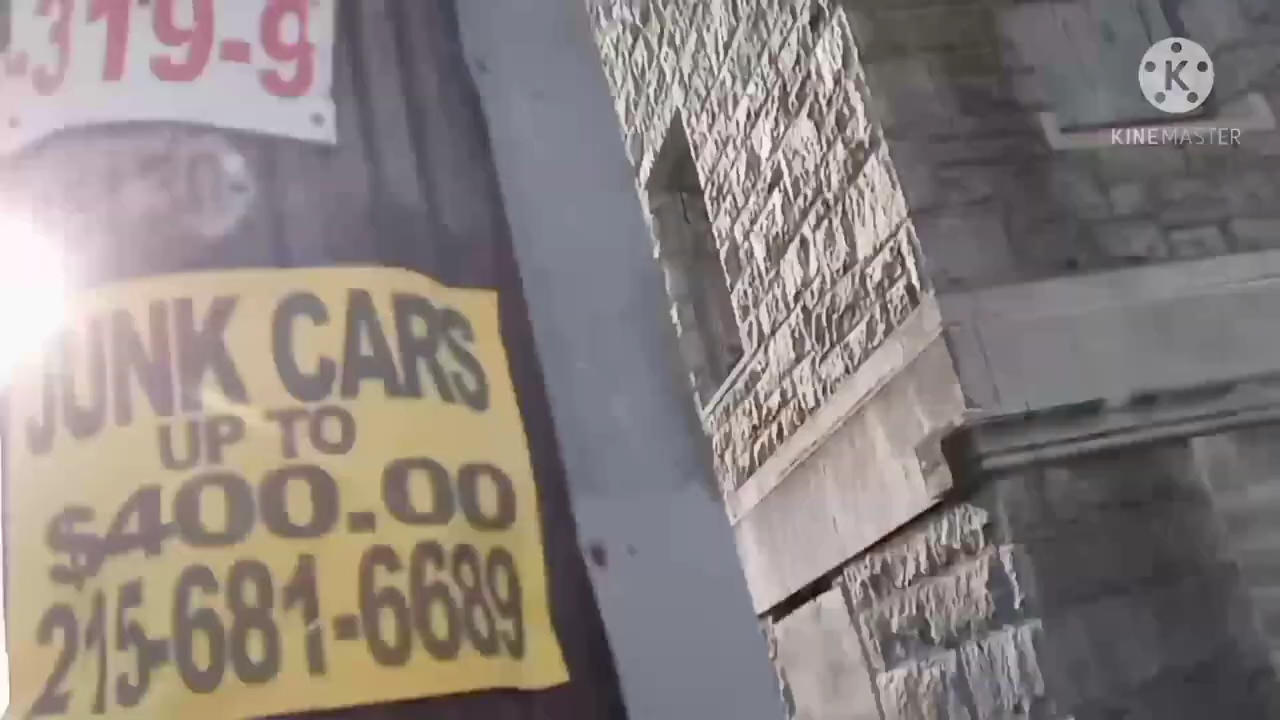 -319-9
JUNK CARS
UP TO
$400.00
215-681-6689
KINEMASTER